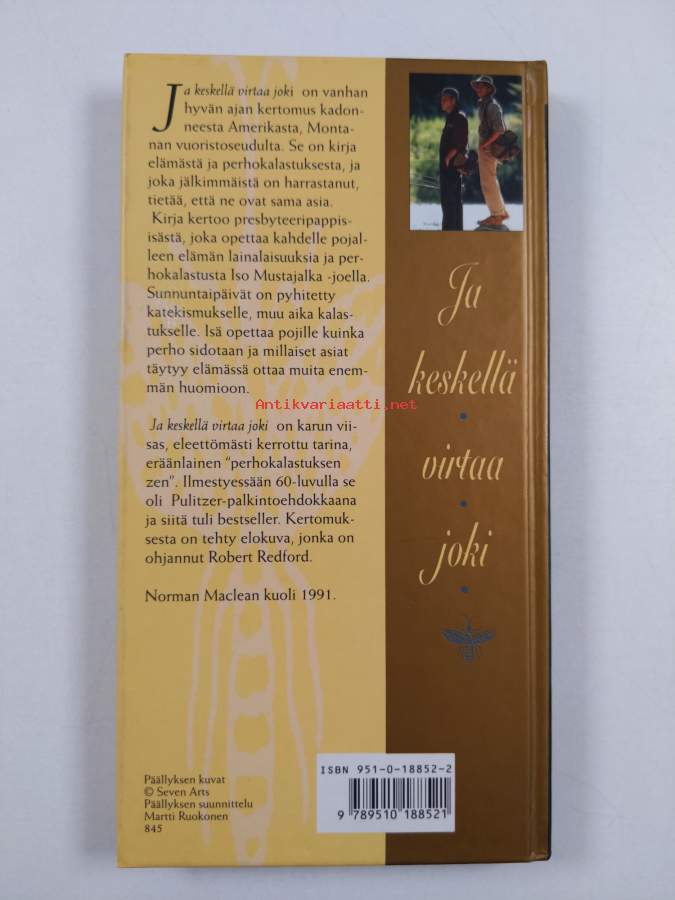 Ja keskellä virtaa joki on vanhan
hyvän ajan kertomus kadon-
neesta Amerikasta, Monta-
nan vuoristoseudulta. Se on kirja
elämästä ja perhokalastuksesta, ja
joka jälkimmäistä on harrastanut,
tietää, että ne ovat sama asia.
Kirja kertoo presbyteeripappis-
isästä, joka opettaa kahdelle pojal-
leen elämän lainalaisuuksia ja per-
hokalastusta Iso Mustajalka -joella.
Sunnuntaipäivät on pyhitetty
katekismukselle, muu aika kalas-
tukselle. Isä opettaa pojille kuinka
perho sidotaan ja millaiset asiat
täytyy elämässä ottaa muita enem-
män huomioon.
Ja keskellä virtaa joki on karun vii-
sas, eleettömästi kerrottu tarina,
eräänlainen "perhokalastuksen
zen". Ilmestyessään 60-luvulla se
oli Pulitzer-palkintoehdokkaana
ja siitä tuli bestseller. Kertomuk-
sesta on tehty elokuva, jonka on
ohjannut Robert Redford.
Norman Maclean kuoli 1991.
Päällyksen kuvat
© Seven Arts
Päällyksen suunnittelu
Martti Ruokonen
845
Ja
keskellä
virtaa
joki
ISBN 951-0-18852-2
9 789510 188521
Antikvariaatti.net